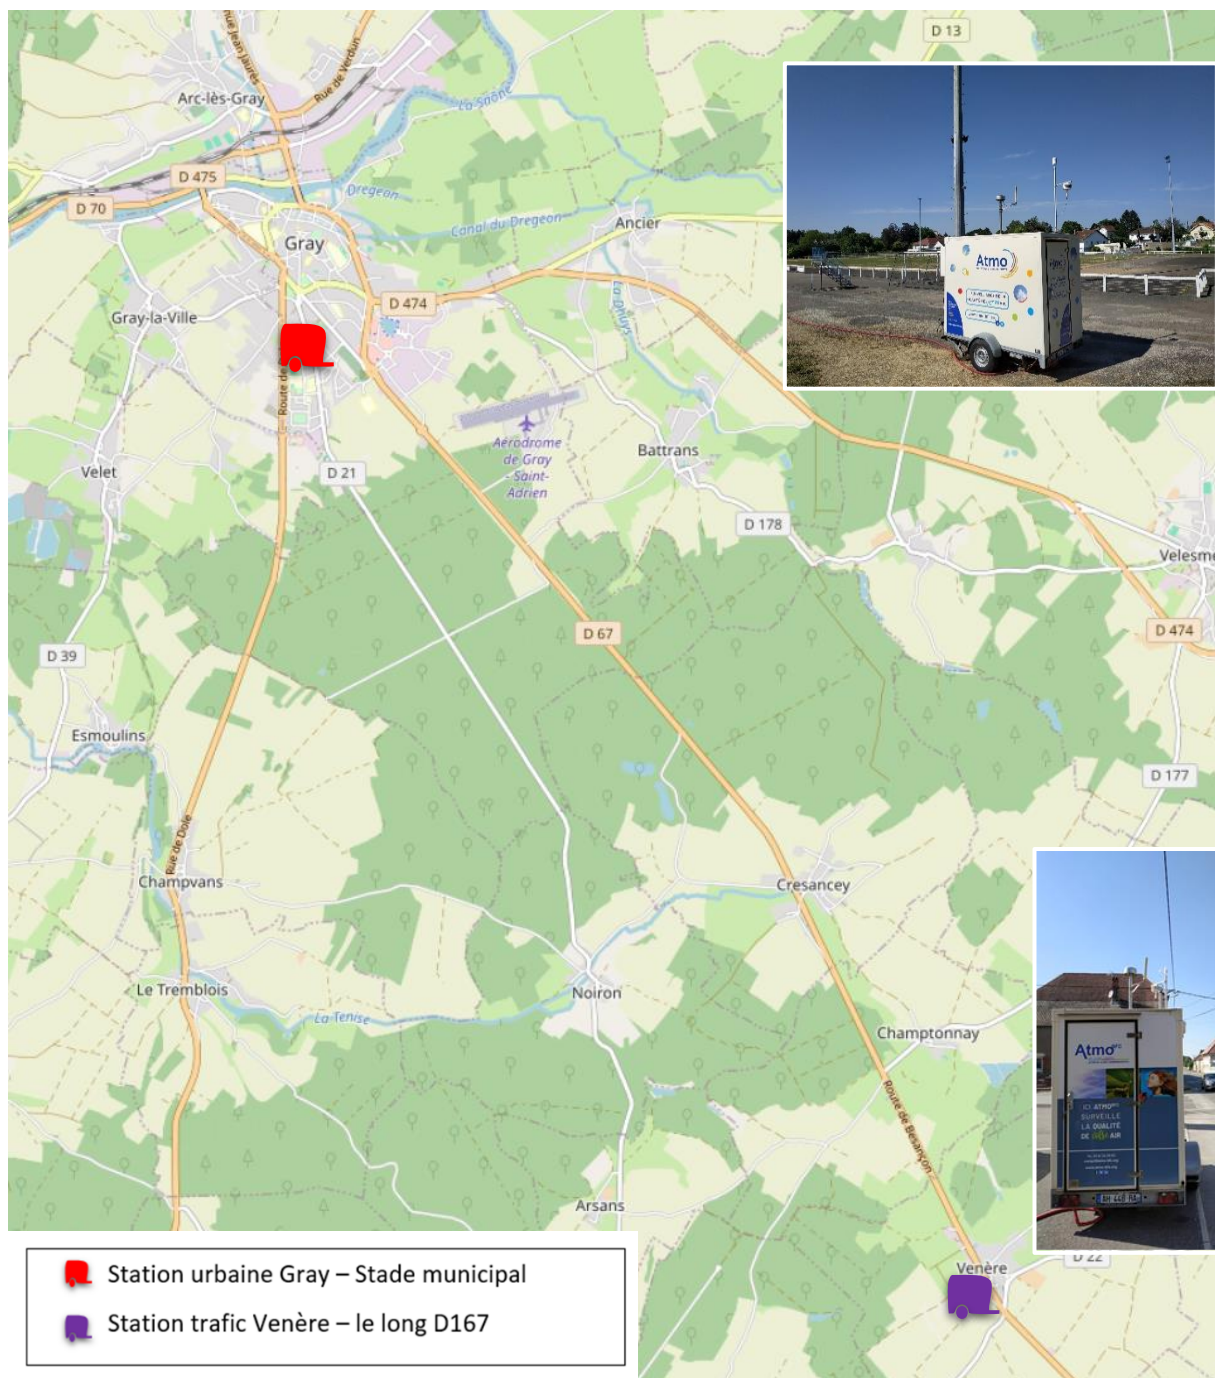 D 13
Rue Jean Jaurès
Rue de Verdun
Arc-lès-Gray
La Saône
D 475
Dregeon
D 70
Canal du Dregeon
Ancier
Gray
D 474
Gray-la-Ville
Route de
Atmo
Velet
D 21
Aérodrome
de Gray
- Saint-
Adrien
Battrans
D 178
Velesme
D 67
D 474
D 39
Esmoulins
D 177
Rue de Dole
Champvans
Cresancey
Le Tremblois
Noiron
La Tenise
Champtonnay
Route de Besançon
Atmo
ICI ATMO
SURVEILLE
LA QUALITÉ
DE AIR
Arsans
D 22
Venère
Station urbaine Gray – Stade municipal
Station trafic Venère – le long D167